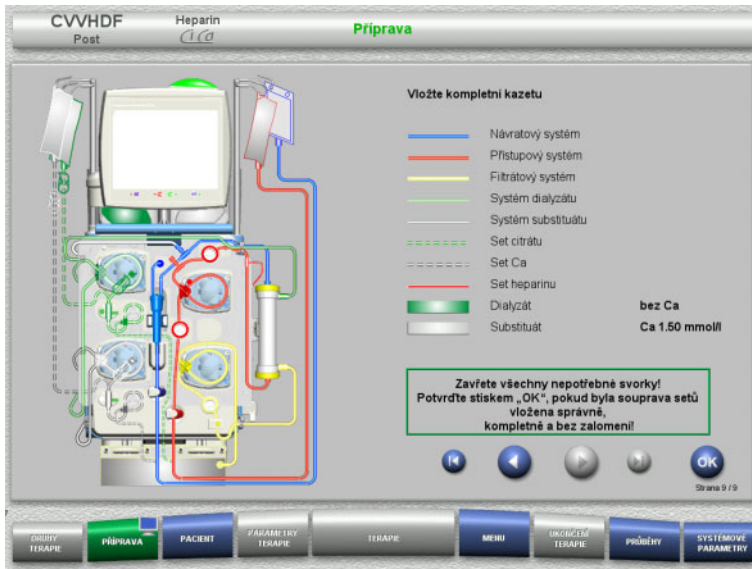 CVVHDF
Post
Heparin
CiCa
Příprava
Vložte kompletní kazetu
Návratový systém
Přístupový systém
Filtrátový systém
Systém dialyzátu
Systém substituátu
Set citrátu
Set Ca
Set heparinu
Dialyzát bez Ca
Substituát Ca 1.50 mmol/l
Zavřete všechny nepotřebné svorky!
Potvrďte stiskem „OK“, pokud byla souprava setů
vložena správně,
kompletně a bez zalomení!
OK
Strana 9 / 9
DRUHY
TERAPIE
PŘÍPRAVA
PACIENT
PARAMETRY
TERAPIE
TERAPIE
MENU
UKONČENÍ
TERAPIE
PRŮBĚHY
SYSTÉMOVÉ
PARAMETRY